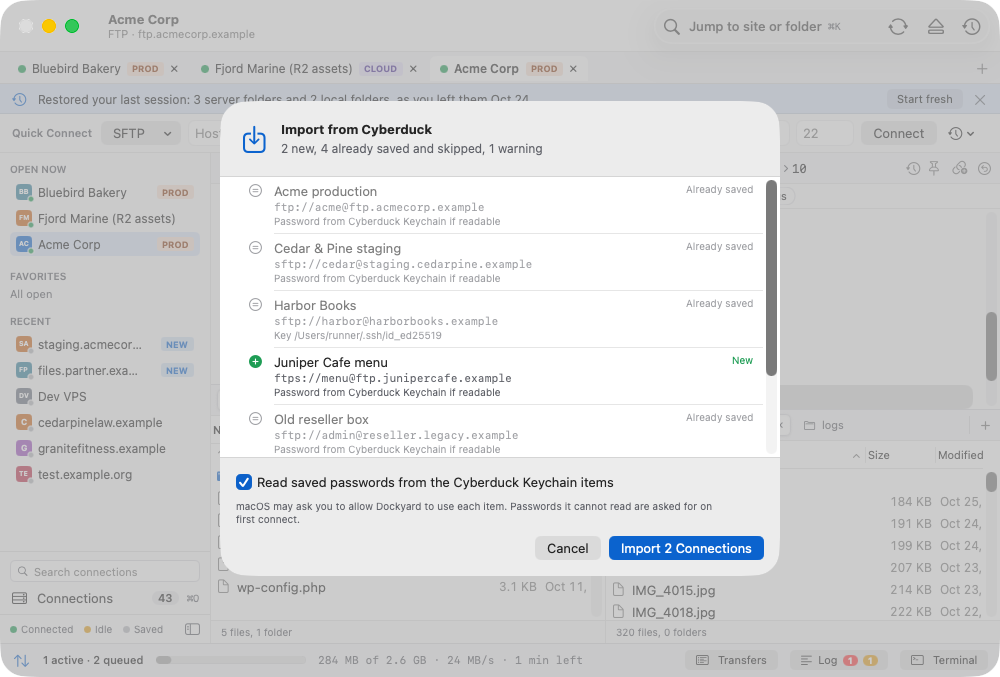 Acme Corp
FTP · ftp.acmecorp.example
Jump to site or folder ⌘K
Bluebird Bakery PROD ×
Fjord Marine (R2 assets) CLOUD ×
Acme Corp PROD ×
Restored your last session: 3 server folders and 2 local folders, as you left them Oct 24
Start fresh
Quick Connect SFTP Hos 22 Connect
OPEN NOW
BB Bluebird Bakery PROD
FM Fjord Marine (R2 assets)
AC Acme Corp PROD
FAVORITES
All open
RECENT
SA staging.acmecor... NEW
FP files.partner.exa... NEW
DV Dev VPS
C cedarpinelaw.example
G granitefitness.example
TE test.example.org
Search connections
Connections 43 ⌘0
Connected Idle Saved
10
s
Import from Cyberduck
2 new, 4 already saved and skipped, 1 warning
Acme production Already saved
ftp://acme@ftp.acmecorp.example
Password from Cyberduck Keychain if readable
Cedar & Pine staging Already saved
sftp://cedar@staging.cedarpine.example
Password from Cyberduck Keychain if readable
Harbor Books Already saved
sftp://harbor@harborbooks.example
Key /Users/runner/.ssh/id_ed25519
Juniper Cafe menu New
ftps://menu@ftp.junipercafe.example
Password from Cyberduck Keychain if readable
Old reseller box Already saved
sftp://admin@reseller.legacy.example
Password from Cyberduck Keychain if readable
Read saved passwords from the Cyberduck Keychain items
macOS may ask you to allow Dockyard to use each item. Passwords it cannot read are asked for on
first connect.
Cancel Import 2 Connections
N
logs
Size Modified
184 KB Oct 25,
191 KB Oct 24,
199 KB Oct 24,
207 KB Oct 23,
wp-config.php 3.1 KB Oct 11,
IMG_4015.jpg 214 KB Oct 23,
IMG_4018.jpg 222 KB Oct 22,
5 files, 1 folder
320 files, 0 folders
1 active · 2 queued 284 MB of 2.6 GB · 24 MB/s · 1 min left
Transfers Log 1 1 Terminal